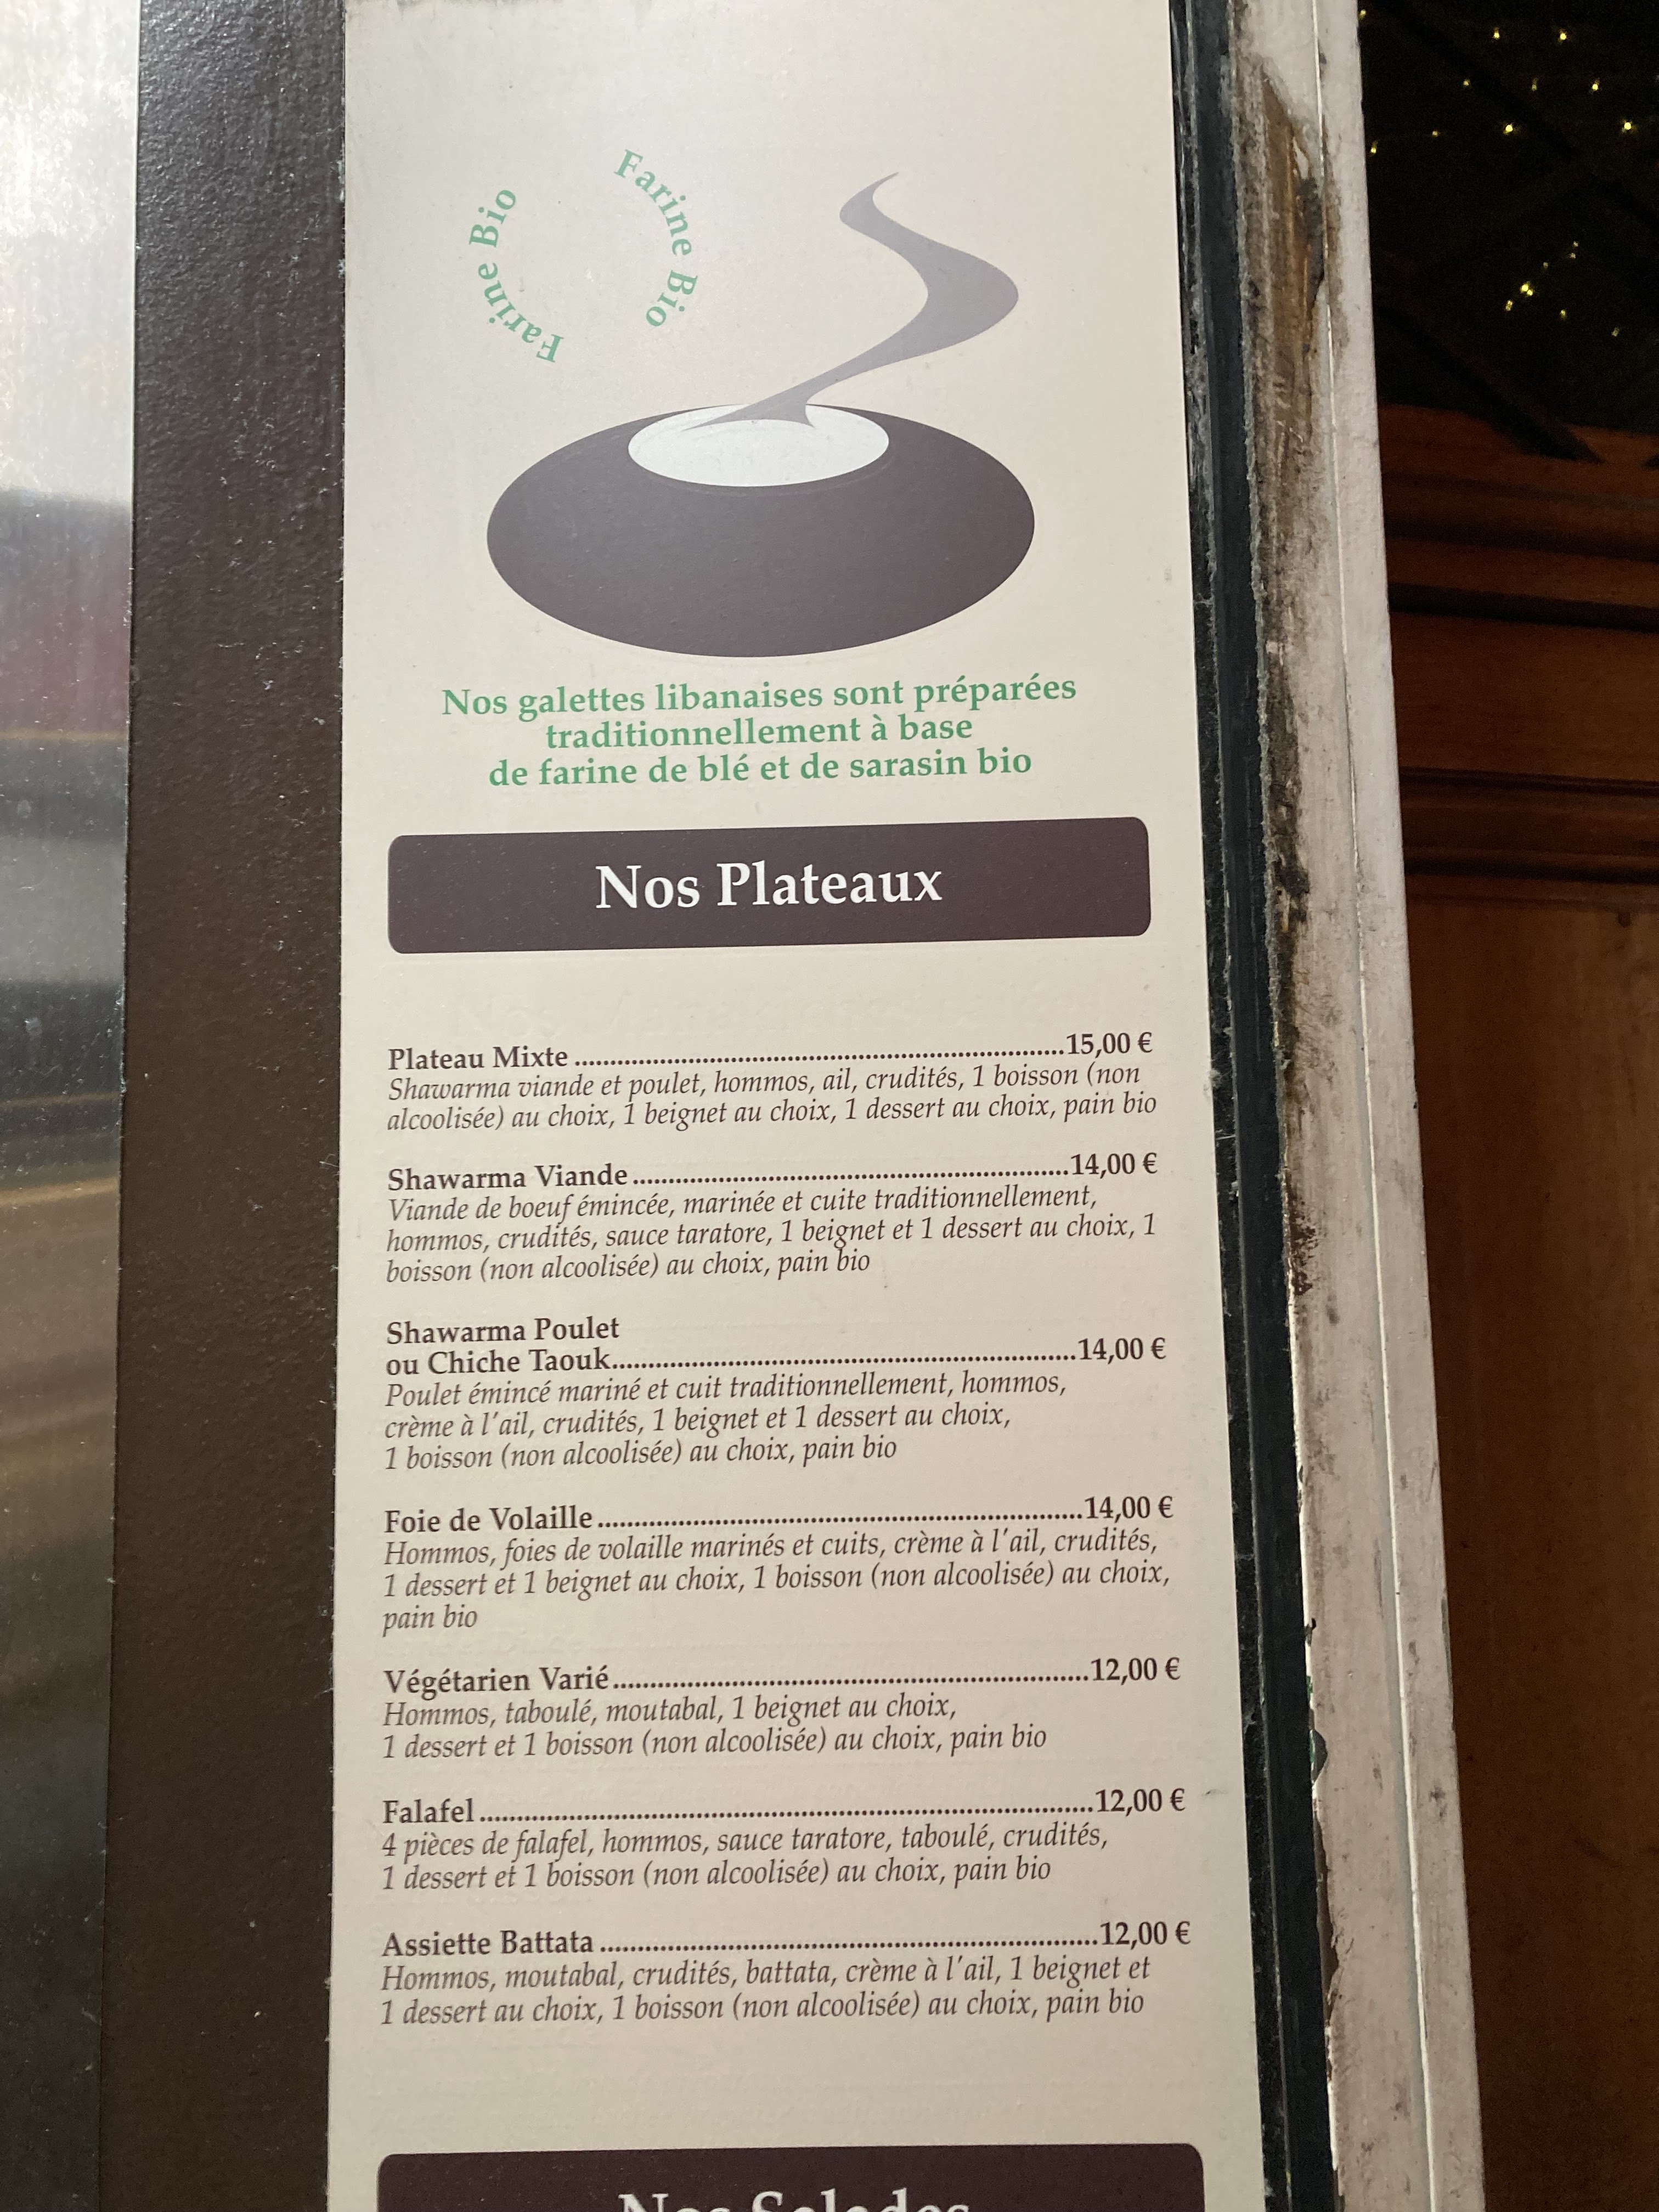 Farine Bio
Farine Bio
Nos galettes libanaises sont préparées
traditionnellement à base
de farine de blé et de sarasin bio
Nos Plateaux
Plateau Mixte ........................................................................15,00 €
Shawarma viande et poulet, hommos, ail, crudités, 1 boisson (non
alcoolisée) au choix, 1 beignet au choix, 1 dessert au choix, pain bio
Shawarma Viande ................................................................14,00 €
Viande de boeuf émincée, marinée et cuite traditionnellement,
hommos, crudités, sauce taratore, 1 beignet et 1 dessert au choix, 1
boisson (non alcoolisée) au choix, pain bio
Shawarma Poulet
ou Chiche Taouk....................................................................14,00 €
Poulet émincé mariné et cuit traditionnellement, hommos,
crème à l'ail, crudités, 1 beignet et 1 dessert au choix,
1 boisson (non alcoolisée) au choix, pain bio
Foie de Volaille .......................................................................14,00 €
Hommos, foies de volaille marinés et cuits, crème à l'ail, crudités,
1 dessert et 1 beignet au choix, 1 boisson (non alcoolisée) au choix,
pain bio
Végétarien Varié.....................................................................12,00 €
Hommos, taboulé, moutabal, 1 beignet au choix,
1 dessert et 1 boisson (non alcoolisée) au choix, pain bio
Falafel ..........................................................................................12,00 €
4 pièces de falafel, hommos, sauce taratore, taboulé, crudités,
1 dessert et 1 boisson (non alcoolisée) au choix, pain bio
Assiette Battata .........................................................................12,00 €
Hommos, moutabal, crudités, battata, crème à l'ail, 1 beignet et
1 dessert au choix, 1 boisson (non alcoolisée) au choix, pain bio
Nos Salades